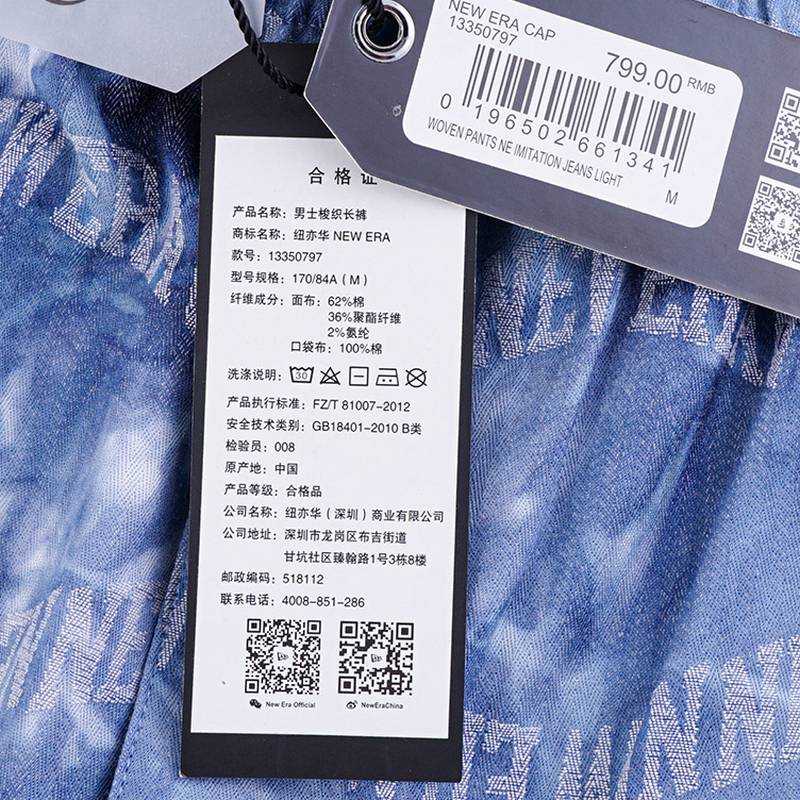 NEW ERA CAP
13350797
799.00 RMB
0 196502 661341
WOVEN PANTS NE IMITATION JEANS LIGHT
M
合格证
产品名称：男士梭织长裤
商标名称：纽亦华 NEW ERA
款号：13350797
型号规格：170/84A（M）
纤维成分：面布：62%棉
36%聚酯纤维
2%氨纶
口袋布：100%棉
洗涤说明：
30
产品执行标准：FZ/T 81007-2012
安全技术类别：GB18401-2010 B类
检验员：008
原产地：中国
产品等级：合格品
公司名称：纽亦华（深圳）商业有限公司
公司地址：深圳市龙岗区布吉街道
甘坑社区臻翰路1号3栋8楼
邮政编码：518112
联系电话：4008-851-286
New Era Official
NewEraChina